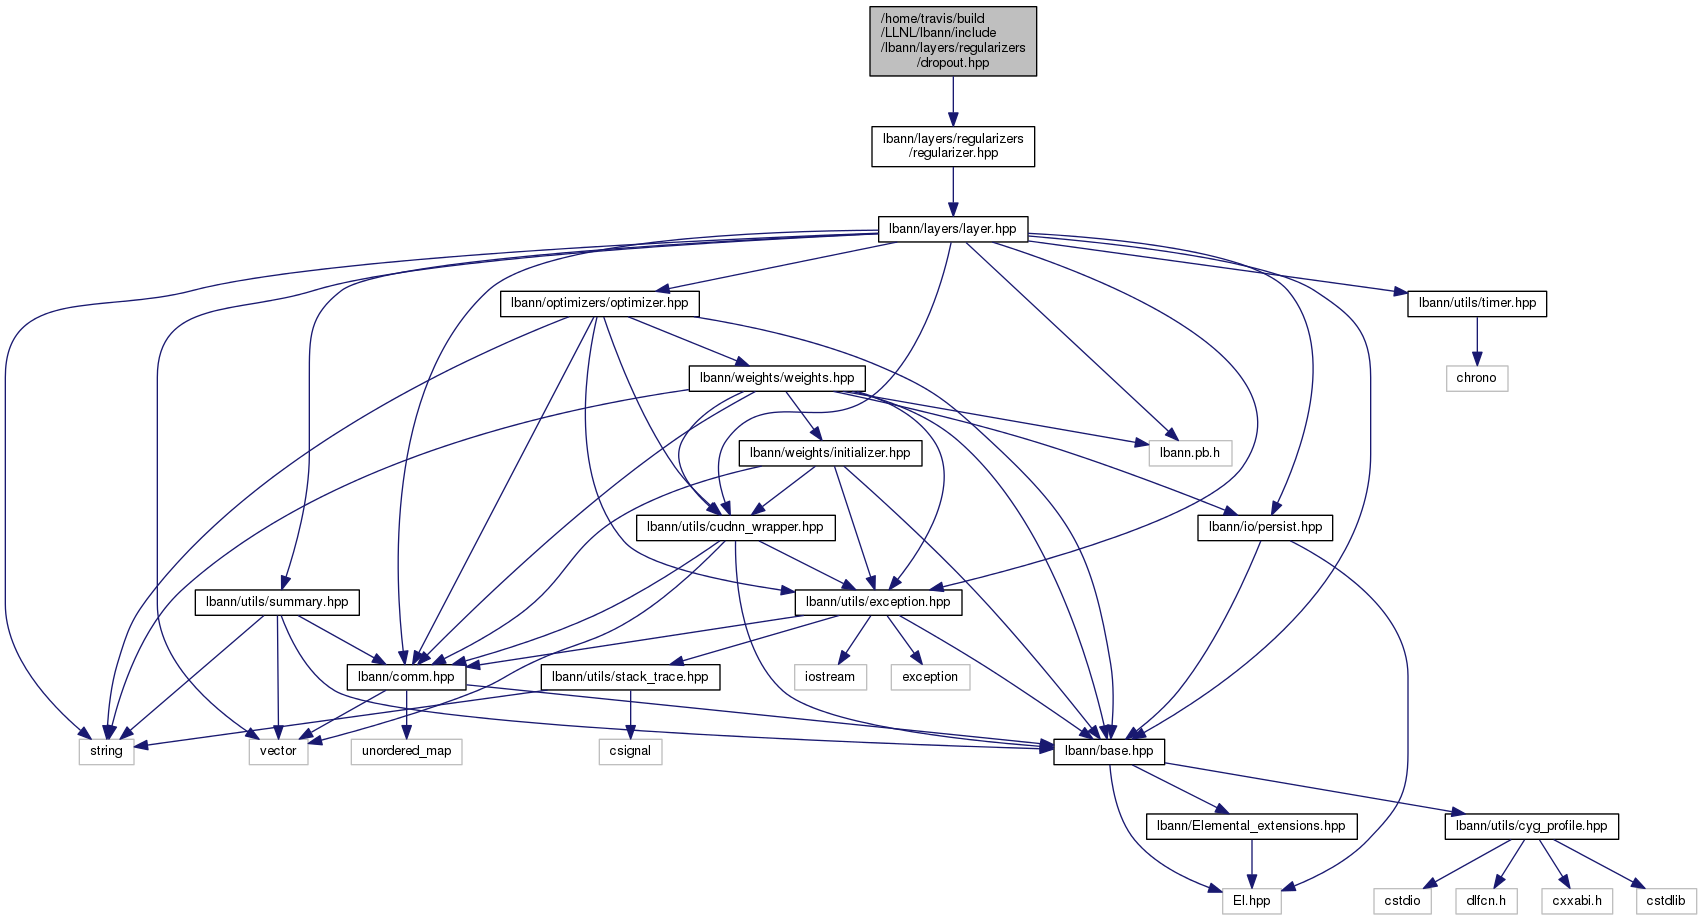 /home/travis/build
/LLNL/lbann/include
/lbann/layers/regularizers
/dropout.hpp
lbann/layers/regularizers
/regularizer.hpp
lbann/layers/layer.hpp
lbann/optimizers/optimizer.hpp
lbann/utils/timer.hpp
lbann/weights/weights.hpp
chrono
lbann/weights/initializer.hpp
lbann.pb.h
lbann/utils/cudnn_wrapper.hpp
lbann/io/persist.hpp
lbann/utils/summary.hpp
lbann/utils/exception.hpp
lbann/comm.hpp
lbann/utils/stack_trace.hpp
iostream
exception
string
vector
unordered_map
csignal
lbann/base.hpp
lbann/Elemental_extensions.hpp
lbann/utils/cyg_profile.hpp
El.hpp
cstdio
dlfcn.h
cxxabi.h
cstdlib